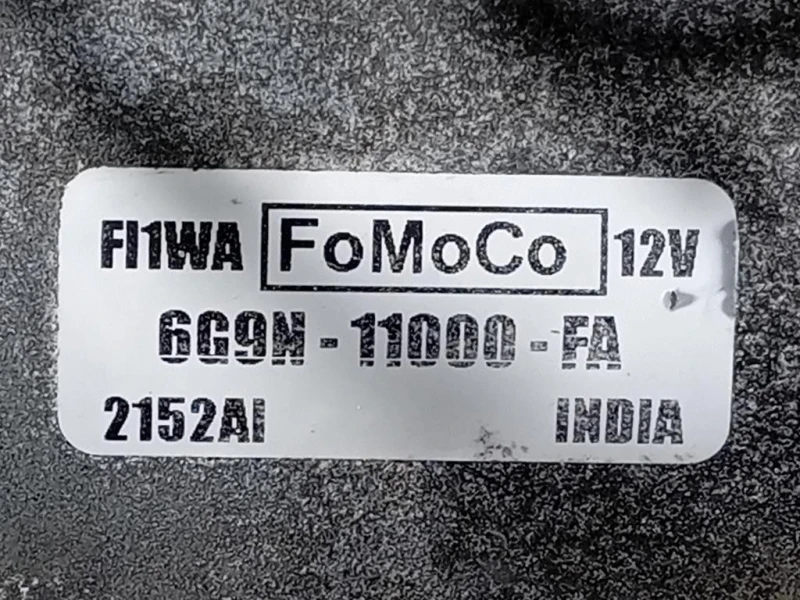 FI1WA FoMoCo 12V
6G9N - 11000 - FA
2152AI INDIA